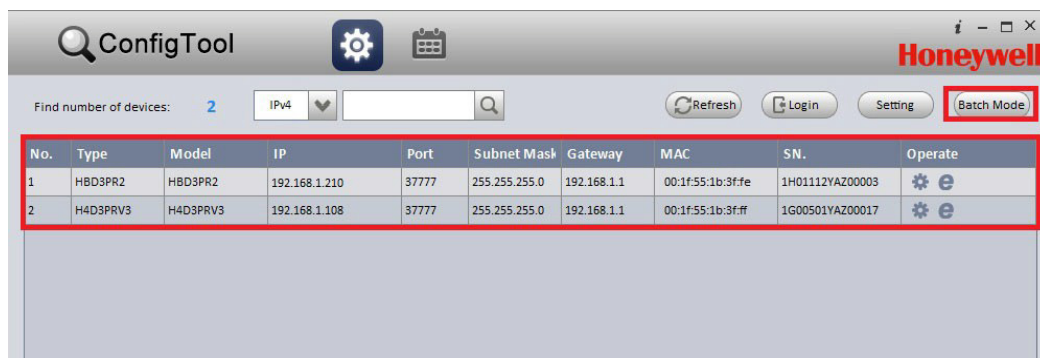 ConfigTool
i
Honeywell
Find number of devices: 2 IPv4 Refresh Login Setting Batch Mode
No. Type Model IP Port Subnet Mask Gateway MAC SN. Operate
1 HBD3PR2 HBD3PR2 192.168.1.210 37777 255.255.255.0 192.168.1.1 00:1f:55:1b:3f:fe 1H01112YAZ00003
2 H4D3PRV3 H4D3PRV3 192.168.1.108 37777 255.255.255.0 192.168.1.1 00:1f:55:1b:3f:ff 1G00501YAZ00017